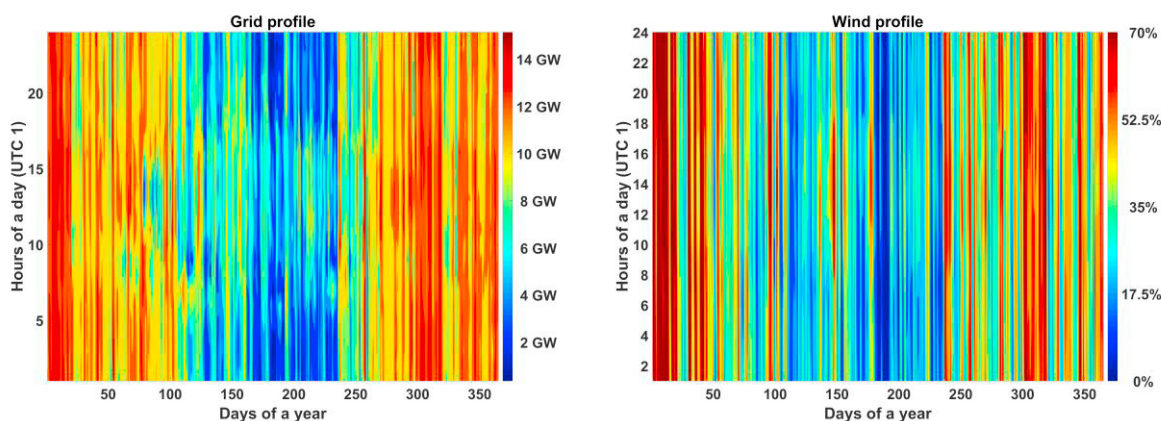 Grid profile
Hours of a day (UTC 1)
20
15
10
5
50 100 150 200 250 300 350
Days of a year
14 GW
12 GW
10 GW
8 GW
6 GW
4 GW
2 GW
Wind profile
Hours of a day (UTC 1)
24
22
20
18
16
14
12
10
8
6
4
2
50 100 150 200 250 300 350
Days of a year
70%
52.5%
35%
17.5%
0%